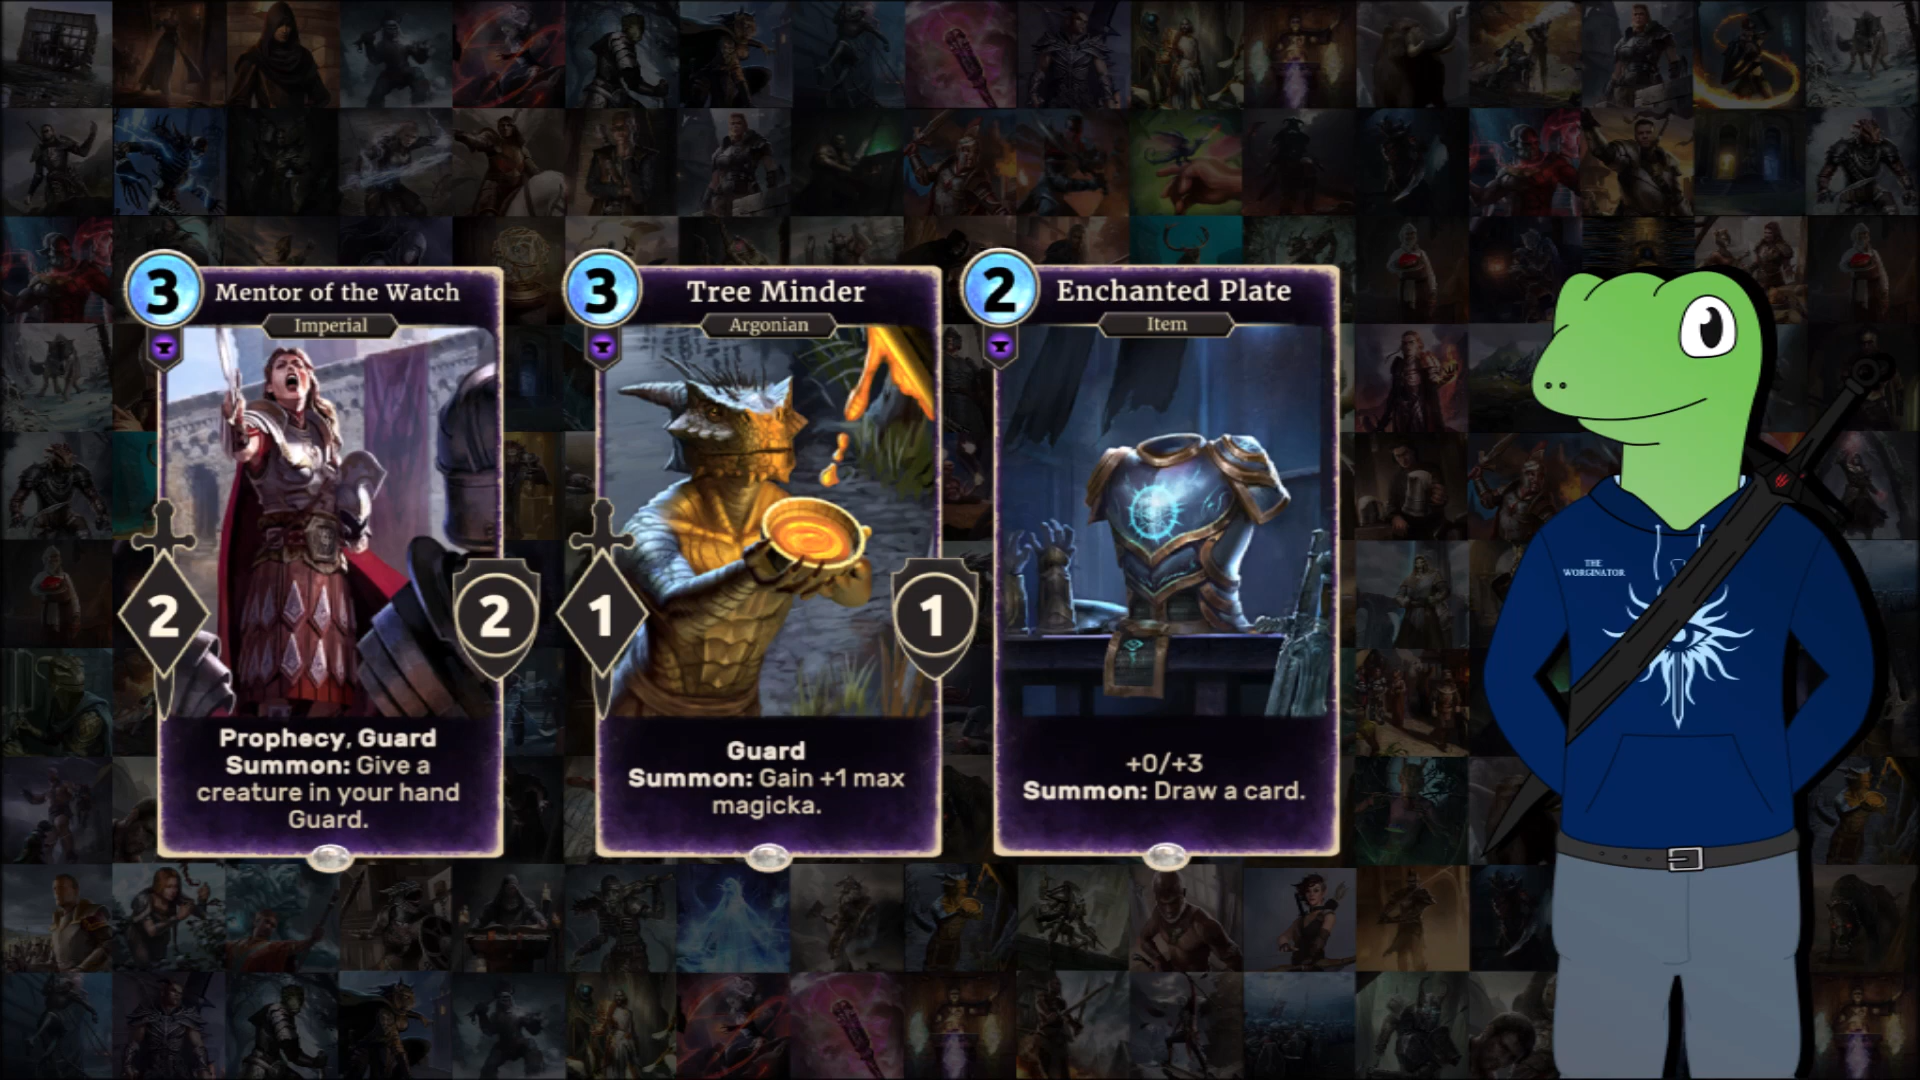 3
Mentor of the Watch
Imperial
2
2
Prophecy, Guard
Summon: Give a
creature in your hand
Guard.
3
Tree Minder
Argonian
1
1
Guard
Summon: Gain +1 max
magicka.
2
Enchanted Plate
Item
+0/+3
Summon: Draw a card.
THE
WORGINATOR